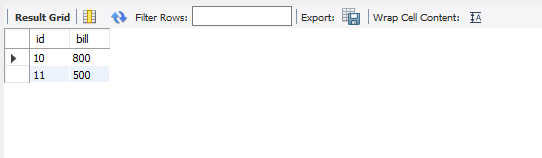 Result Grid Filter Rows: Export: Wrap Cell Content:
id bill
10 800
11 500